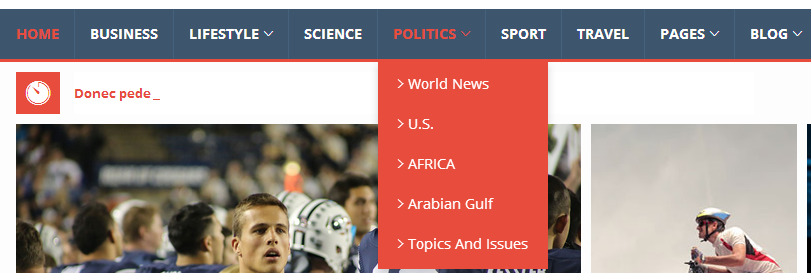 HOME BUSINESS LIFESTYLE SCIENCE POLITICS SPORT TRAVEL PAGES BLOG
World News
Donec pede _
U.S.
AFRICA
Arabian Gulf
Topics And Issues